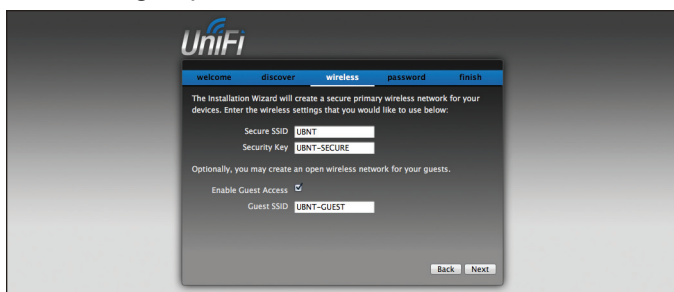 UniFi
welcome discover wireless password finish
The Installation Wizard will create a secure primary wireless network for your
devices. Enter the wireless settings that you would like to use below:
Secure SSID UBNT
Security Key UBNT-SECURE
Optionally, you may create an open wireless network for your guests.
Enable Guest Access
Guest SSID UBNT-GUEST
Back Next